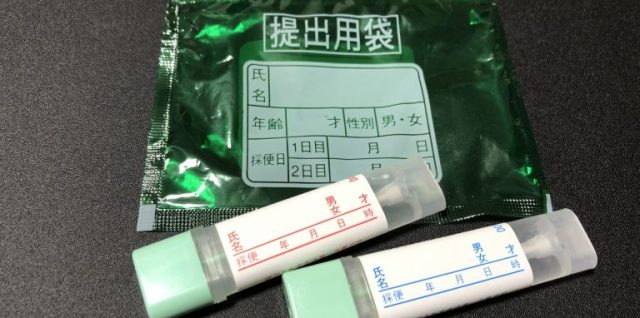 提出用袋
氏名
年齢 才 性別 男・女
採便日 1日目 月 日
2日目 月 日
男 才
氏名 女
採便 年 月 日 時
男 才
氏名 女
採便 年 月 日 時